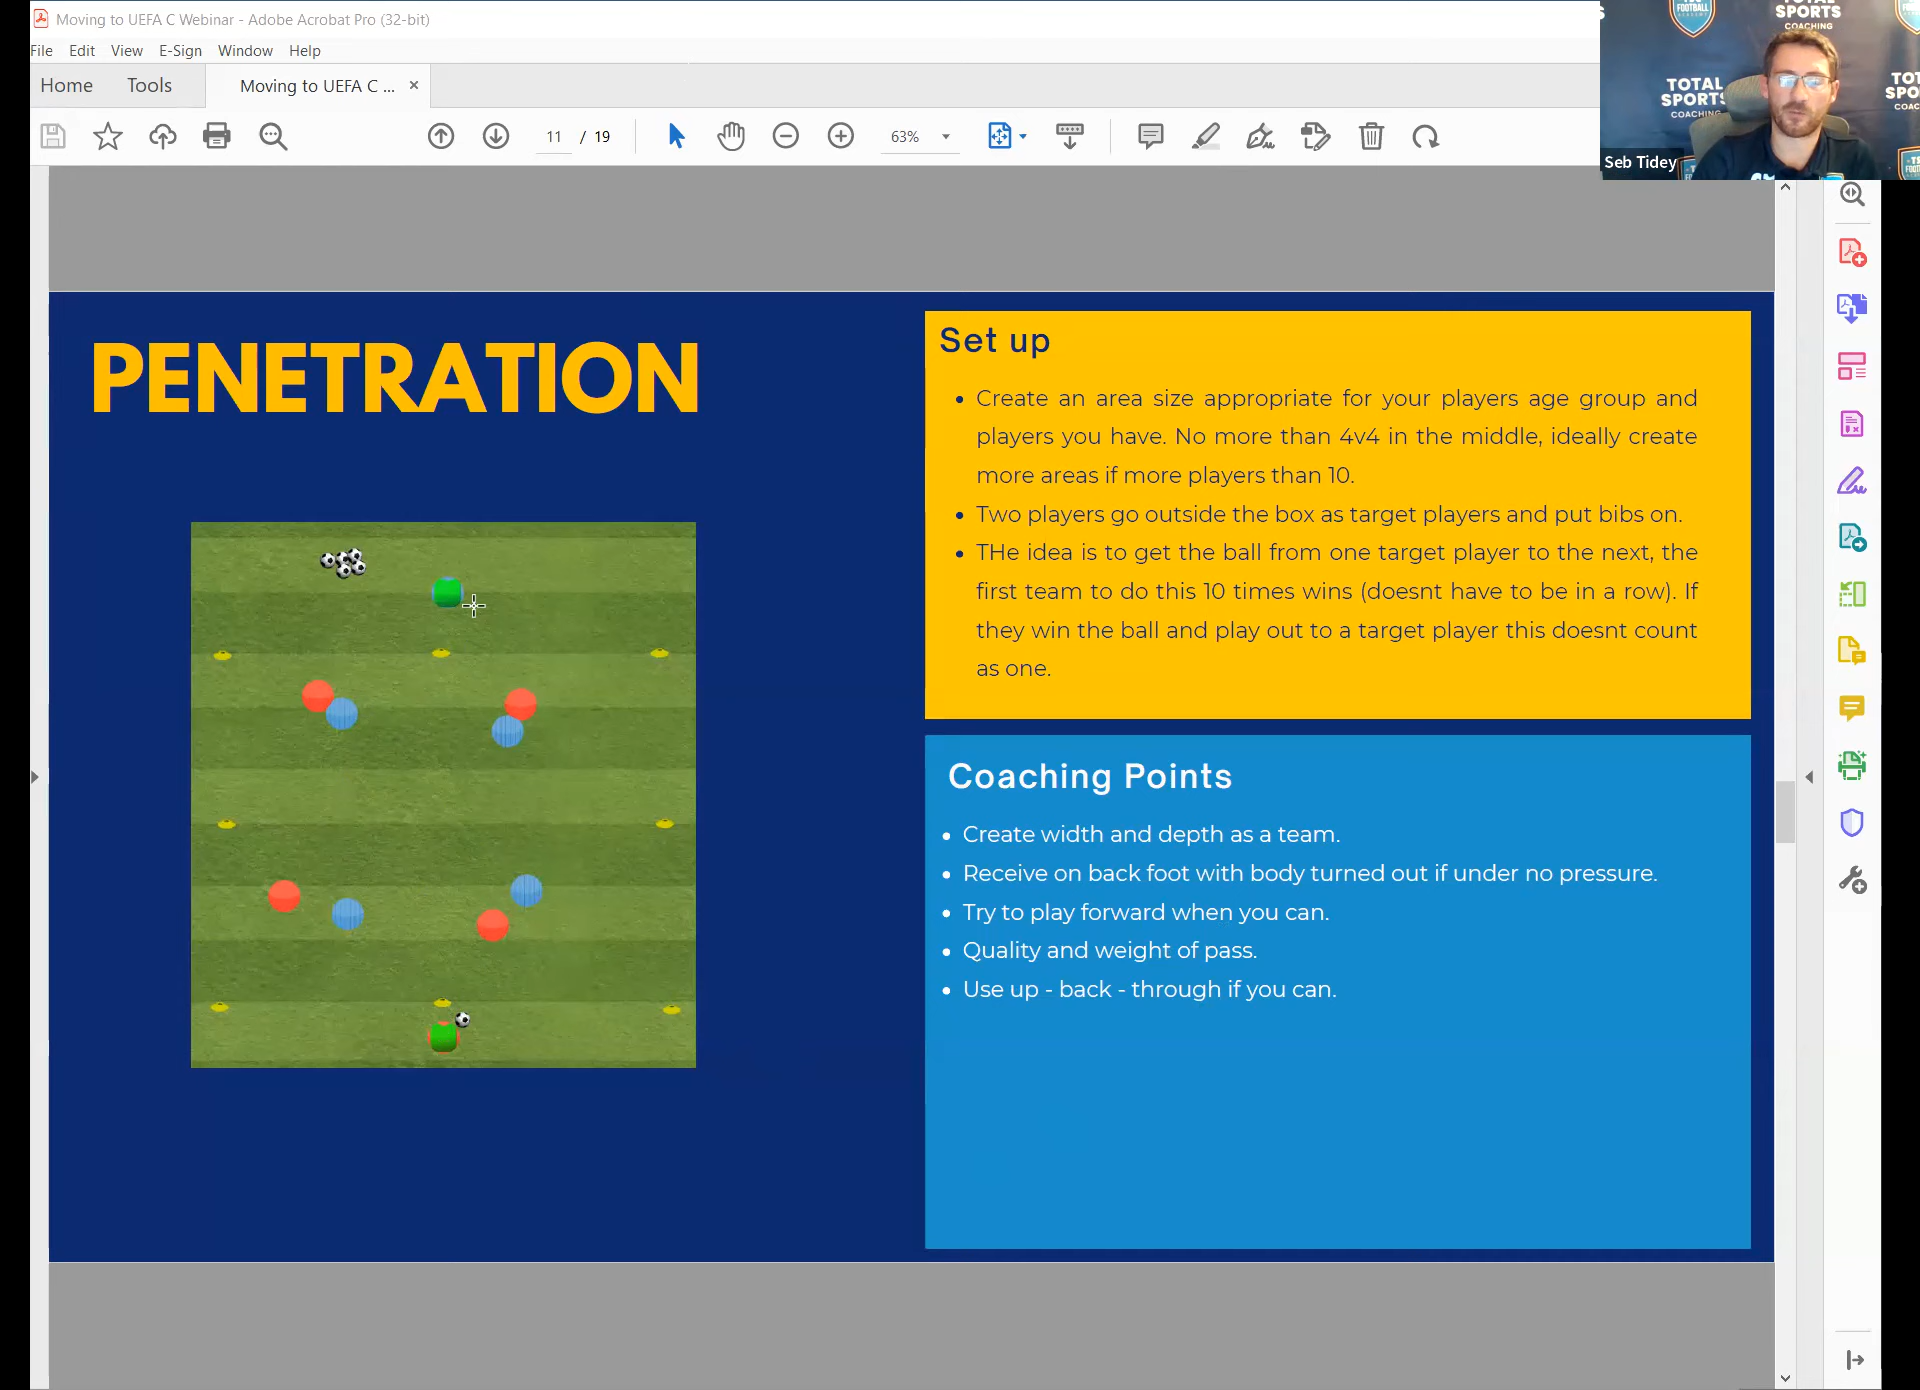 Moving to UEFA C Webinar - Adobe Acrobat Pro (32-bit)
File Edit View E-Sign Window Help
Home Tools Moving to UEFA C ... ×
11 / 19 63%
FOOTBALL
TOTAL
SPORTS
COACHING
TOTAL
SPORTS
COACHING
Seb Tidey
PENETRATION
Set up
• Create an area size appropriate for your players age group and
players you have. No more than 4v4 in the middle, ideally create
more areas if more players than 10.
• Two players go outside the box as target players and put bibs on.
• THe idea is to get the ball from one target player to the next, the
first team to do this 10 times wins (doesnt have to be in a row). If
they win the ball and play out to a target player this doesnt count
as one.
Coaching Points
• Create width and depth as a team.
• Receive on back foot with body turned out if under no pressure.
• Try to play forward when you can.
• Quality and weight of pass.
• Use up - back - through if you can.